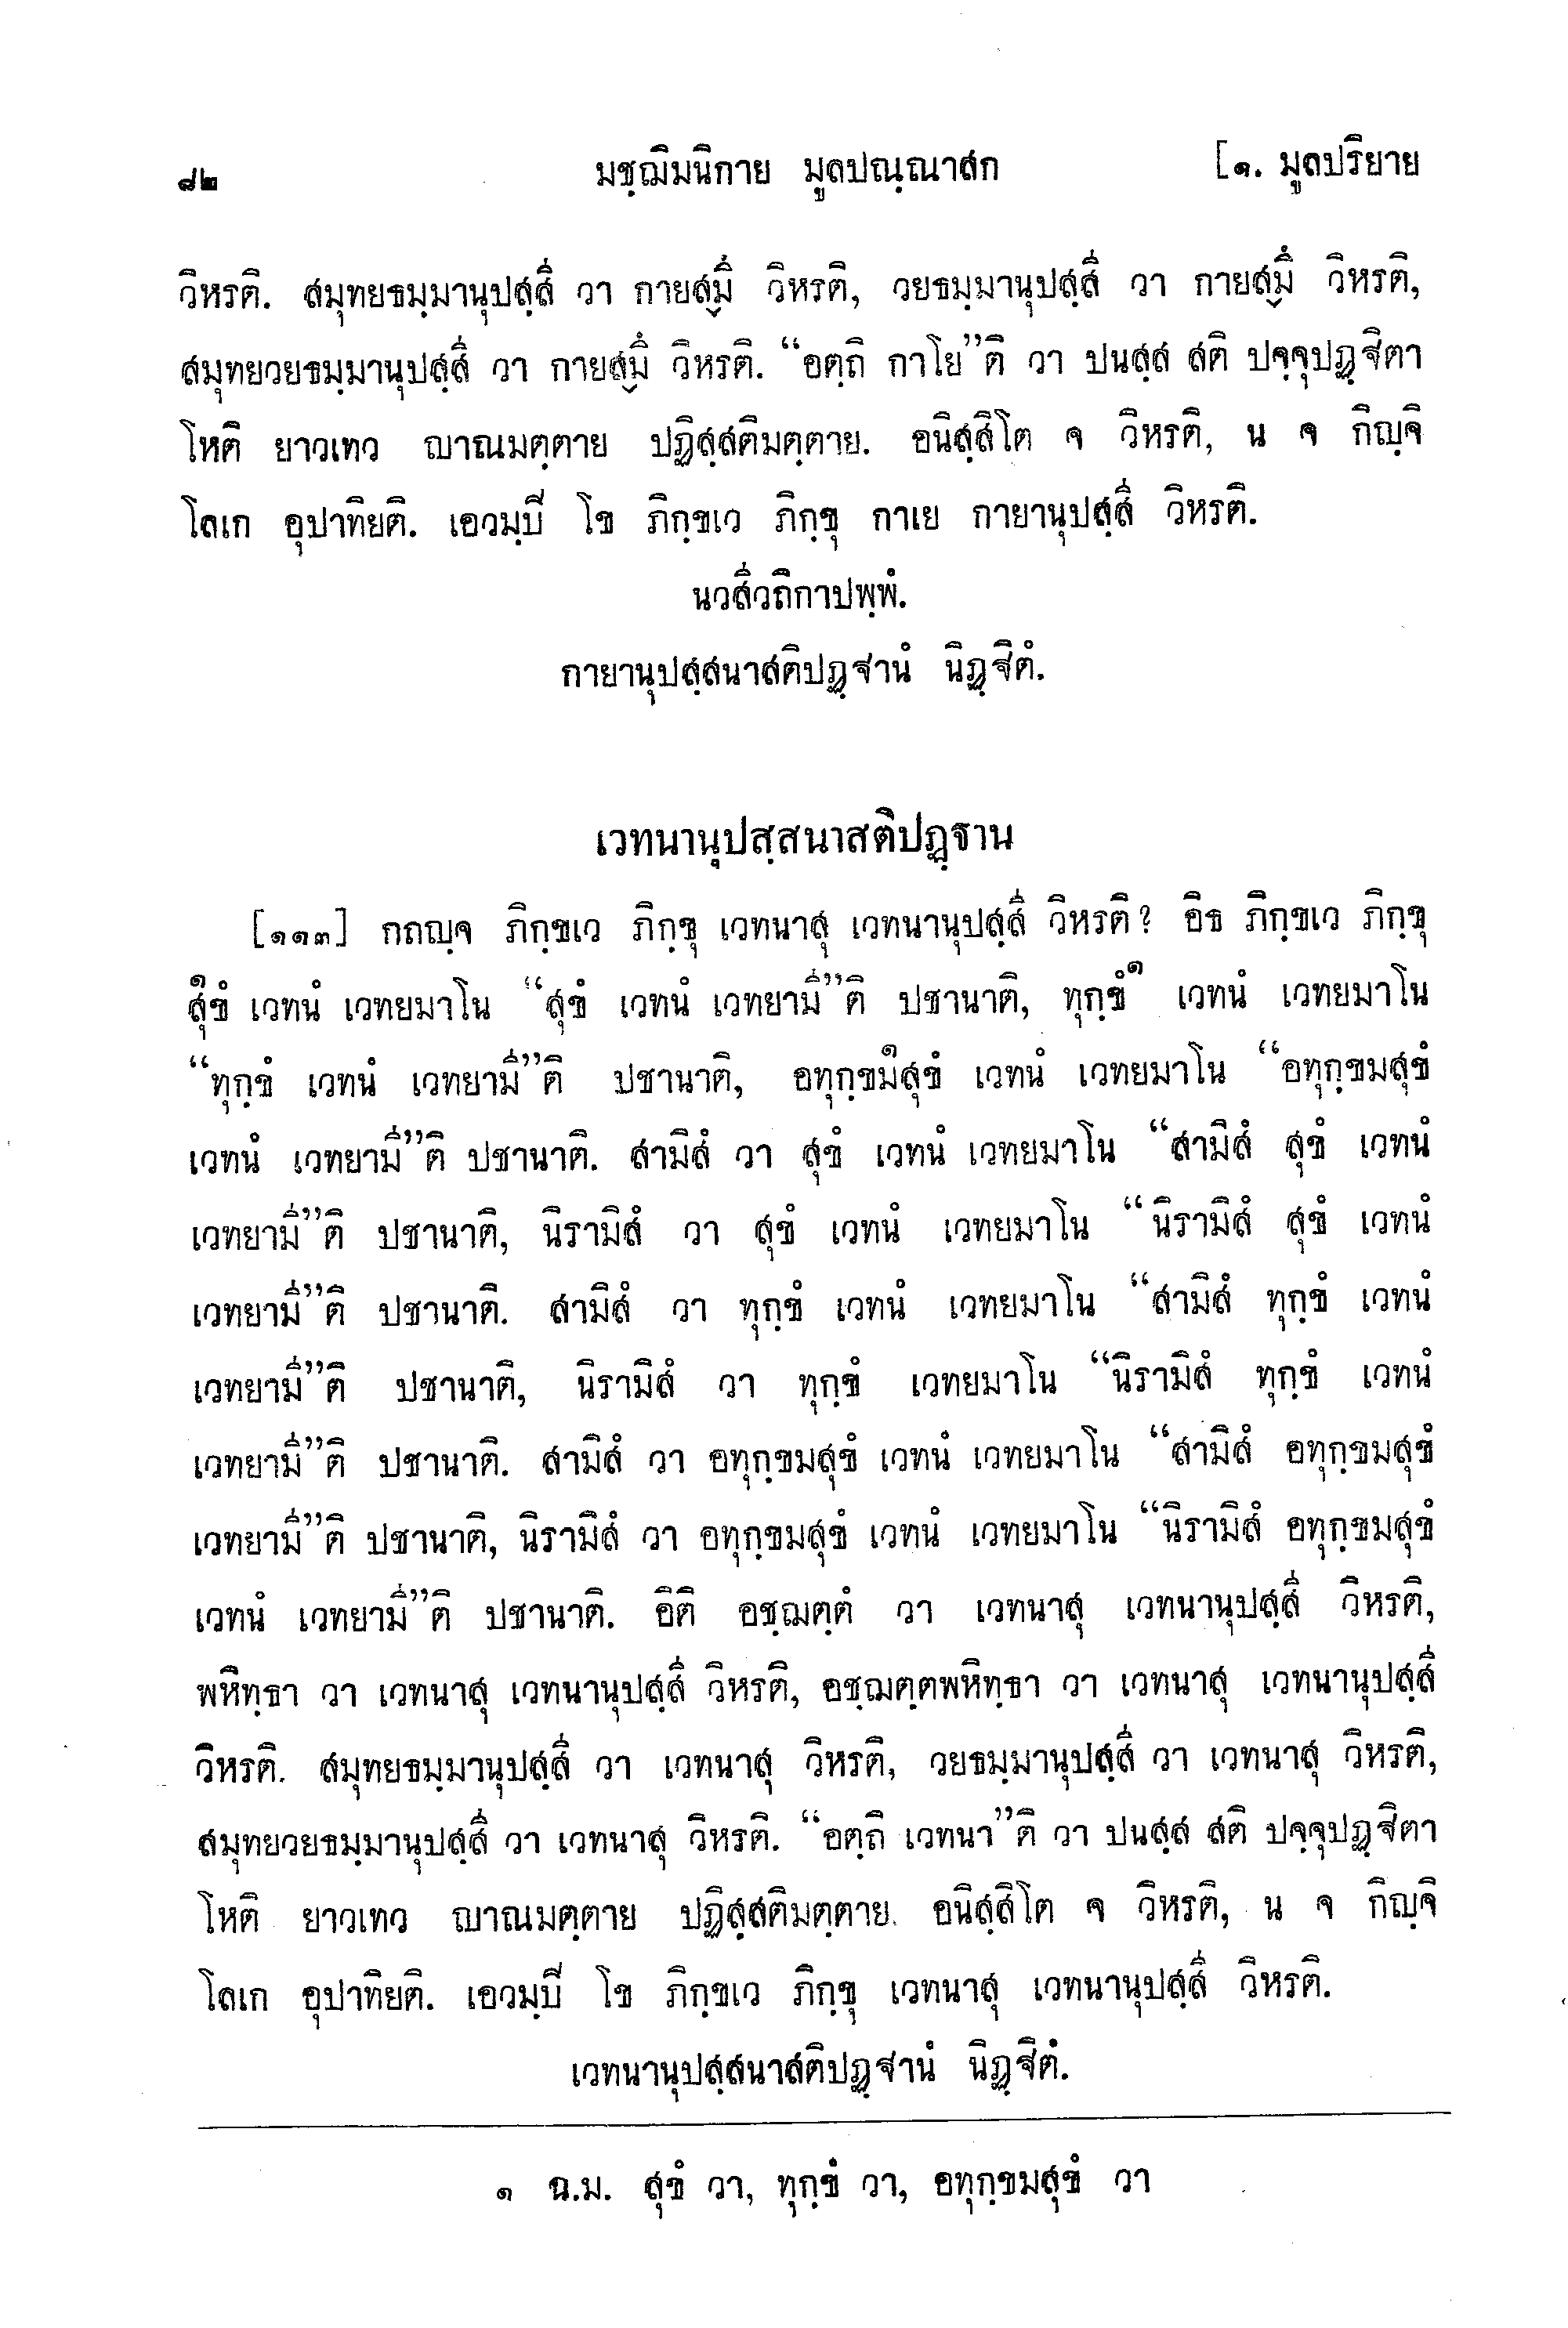 ๘๒ มชฺฌิมนิกาย มูลปณฺณาสก [๑. มูลปริยาย
วิหรติ. สมุทยธมฺมานุปสฺสี วา กายสฺมึ วิหรติ, วยธมฺมานุปสฺสี วา กายสฺมึ วิหรติ,
สมุทยวยธมฺมานุปสฺสี วา กายสฺมึ วิหรติ. “อตฺถิ กาโย”ติ วา ปนสฺส สติ ปจฺจุปฏฺฐิตา
โหติ ยาวเทว ญาณมตฺตาย ปฏิสฺสติมตฺตาย. อนิสฺสิโต จ วิหรติ, น จ กิญฺจิ
โลเก อุปาทิยติ. เอวมฺปิ โข ภิกฺขเว ภิกฺขุ กาเย กายานุปสฺสี วิหรติ.
นวสีวถิกาปพฺพํ.
กายานุปสฺสนาสติปฏฺฐานํ นิฏฺฐิตํ.
เวทนานุปสฺสนาสติปฏฺฐาน
[๑๑๓] กถญฺจ ภิกฺขเว ภิกฺขุ เวทนาสุ เวทนานุปสฺสี วิหรติ? อิธ ภิกฺขเว ภิกฺขุ
สุ๑ขํ เวทนํ เวทยมาโน “สุขํ เวทนํ เวทยามี”ติ ปชานาติ, ทุกฺขํ๑ เวทนํ เวทยมาโน
“ทุกฺขํ เวทนํ เวทยามี”ติ ปชานาติ, อทุกฺขม๑สุขํ เวทนํ เวทยมาโน “อทุกฺขมสุขํ
เวทนํ เวทยามี”ติ ปชานาติ. สามิสํ วา สุขํ เวทนํ เวทยมาโน “สามิสํ สุขํ เวทนํ
เวทยามี”ติ ปชานาติ, นิรามิสํ วา สุขํ เวทนํ เวทยมาโน “นิรามิสํ สุขํ เวทนํ
เวทยามี”ติ ปชานาติ. สามิสํ วา ทุกฺขํ เวทนํ เวทยมาโน “สามิสํ ทุกฺขํ เวทนํ
เวทยามี”ติ ปชานาติ, นิรามิสํ วา ทุกฺขํ เวทยมาโน “นิรามิสํ ทุกฺขํ เวทนํ
เวทยามี”ติ ปชานาติ. สามิสํ วา อทุกฺขมสุขํ เวทนํ เวทยมาโน “สามิสํ อทุกฺขมสุขํ
เวทยามี”ติ ปชานาติ, นิรามิสํ วา อทุกฺขมสุขํ เวทนํ เวทยมาโน “นิรามิสํ อทุกฺขมสุขํ
เวทนํ เวทยามี”ติ ปชานาติ. อิติ อชฺฌตฺตํ วา เวทนาสุ เวทนานุปสฺสี วิหรติ,
พหิทฺธา วา เวทนาสุ เวทนานุปสฺสี วิหรติ, อชฺฌตฺตพหิทฺธา วา เวทนาสุ เวทนานุปสฺสี
วิหรติ. สมุทยธมฺมานุปสฺสี วา เวทนาสุ วิหรติ, วยธมฺมานุปสฺสี วา เวทนาสุ วิหรติ,
สมุทยวยธมฺมานุปสฺสี วา เวทนาสุ วิหรติ. “อตฺถิ เวทนา”ติ วา ปนสฺส สติ ปจฺจุปฏฺฐิตา
โหติ ยาวเทว ญาณมตฺตาย ปฏิสฺสติมตฺตาย. อนิสฺสิโต จ วิหรติ, น จ กิญฺจิ
โลเก อุปาทิยติ. เอวมฺปิ โข ภิกฺขเว ภิกฺขุ เวทนาสุ เวทนานุปสฺสี วิหรติ.
เวทนานุปสฺสนาสติปฏฺฐานํ นิฏฺฐิตํ.
๑ ฉ.ม. สุขํ วา, ทุกฺขํ วา, อทุกฺขมสุขํ วา